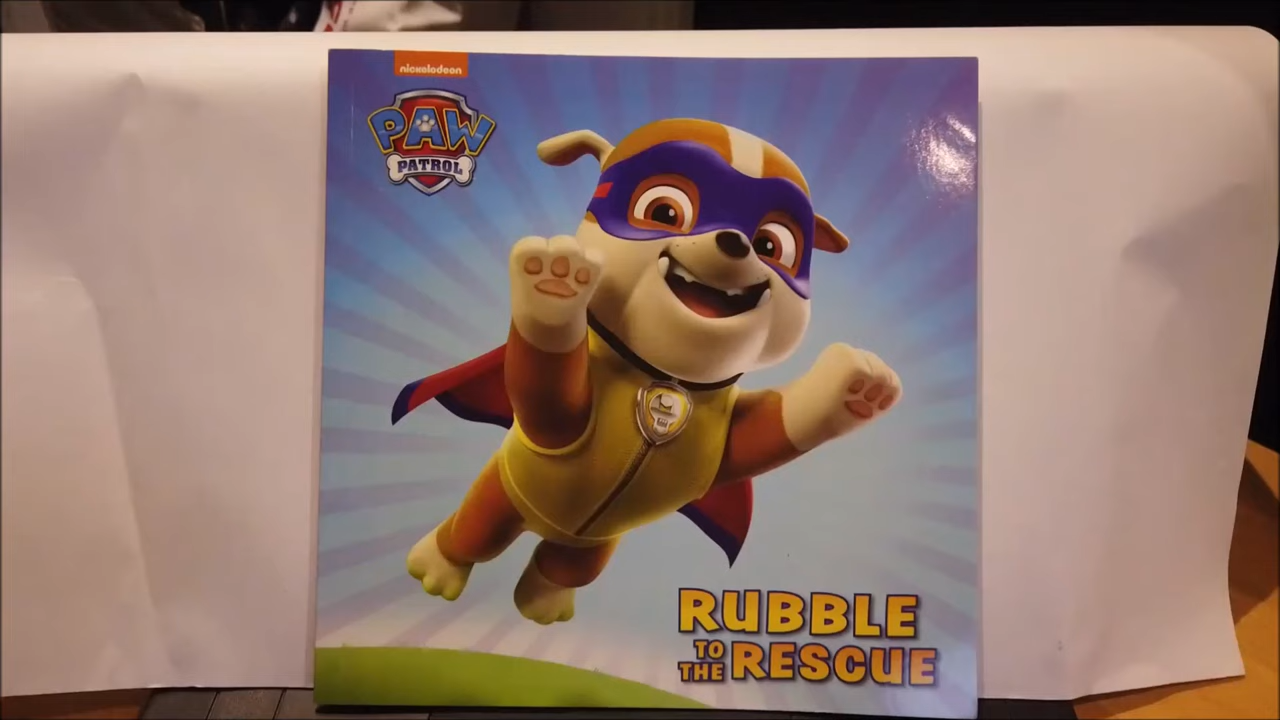 nickelodeon
PAW
PATROL
RUBBLE
TO
THE RESCUE